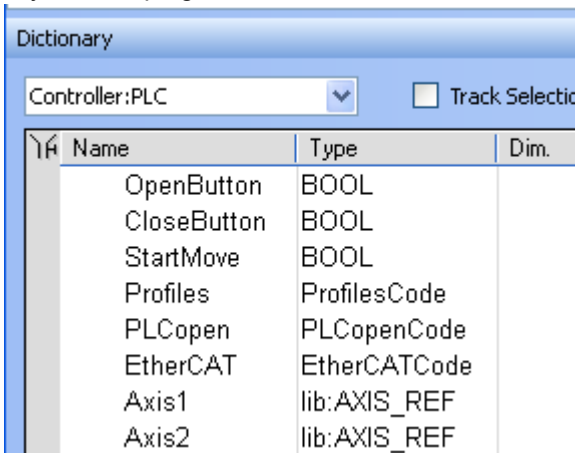 Dictionary
Controller:PLC Track Selectio
Name Type Dim.
OpenButton BOOL
CloseButton BOOL
StartMove BOOL
Profiles ProfilesCode
PLCopen PLCopenCode
EtherCAT EtherCATCode
Axis1 lib:AXIS_REF
Axis2 lib:AXIS_REF